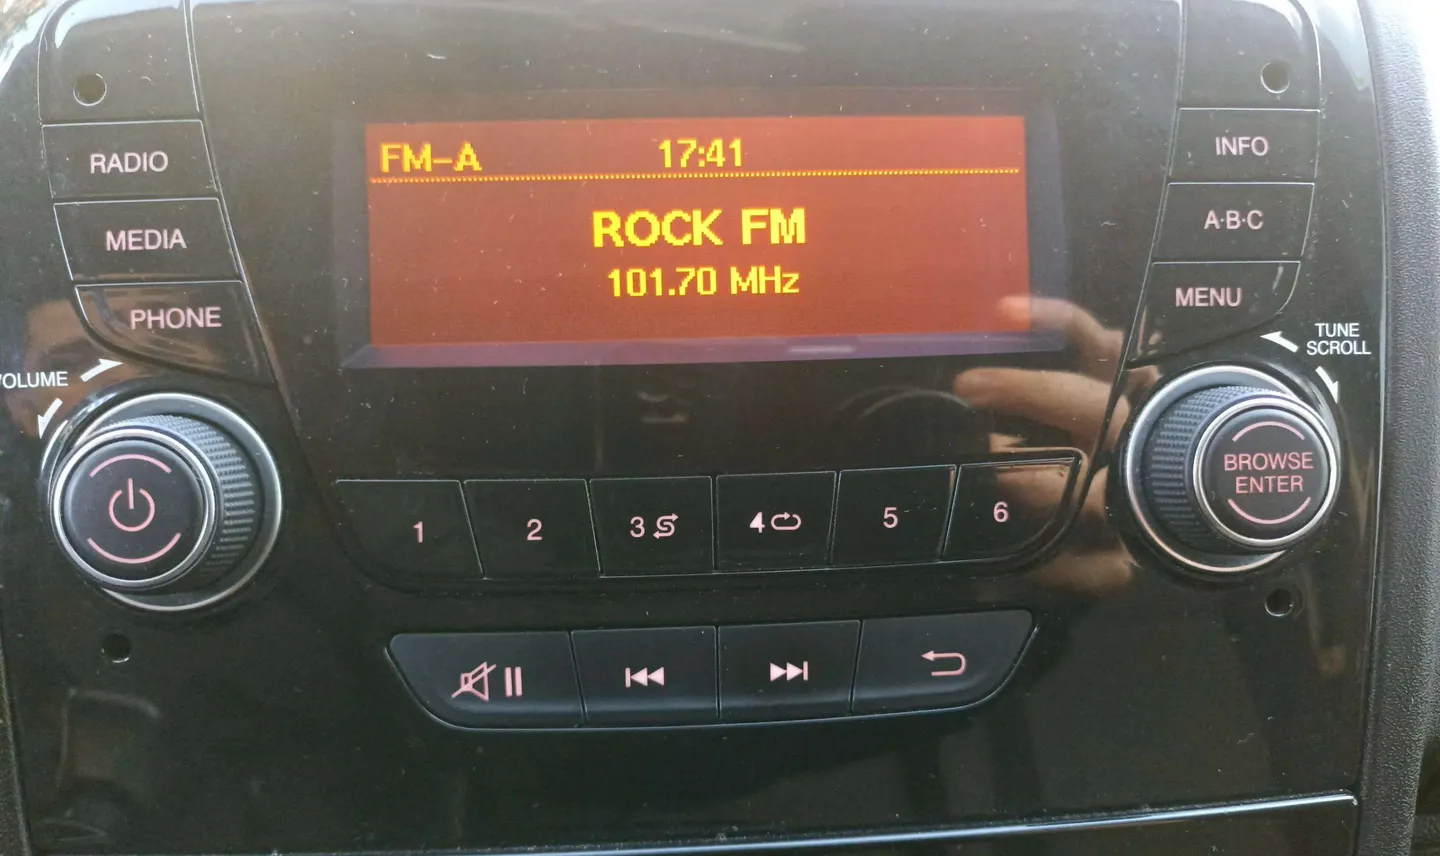 FM-A 17:41
ROCK FM
101.70 MHz
RADIO
MEDIA
PHONE
VOLUME
INFO
A·B·C
MENU
TUNE
SCROLL
BROWSE
ENTER
1 2 3 4 5 6